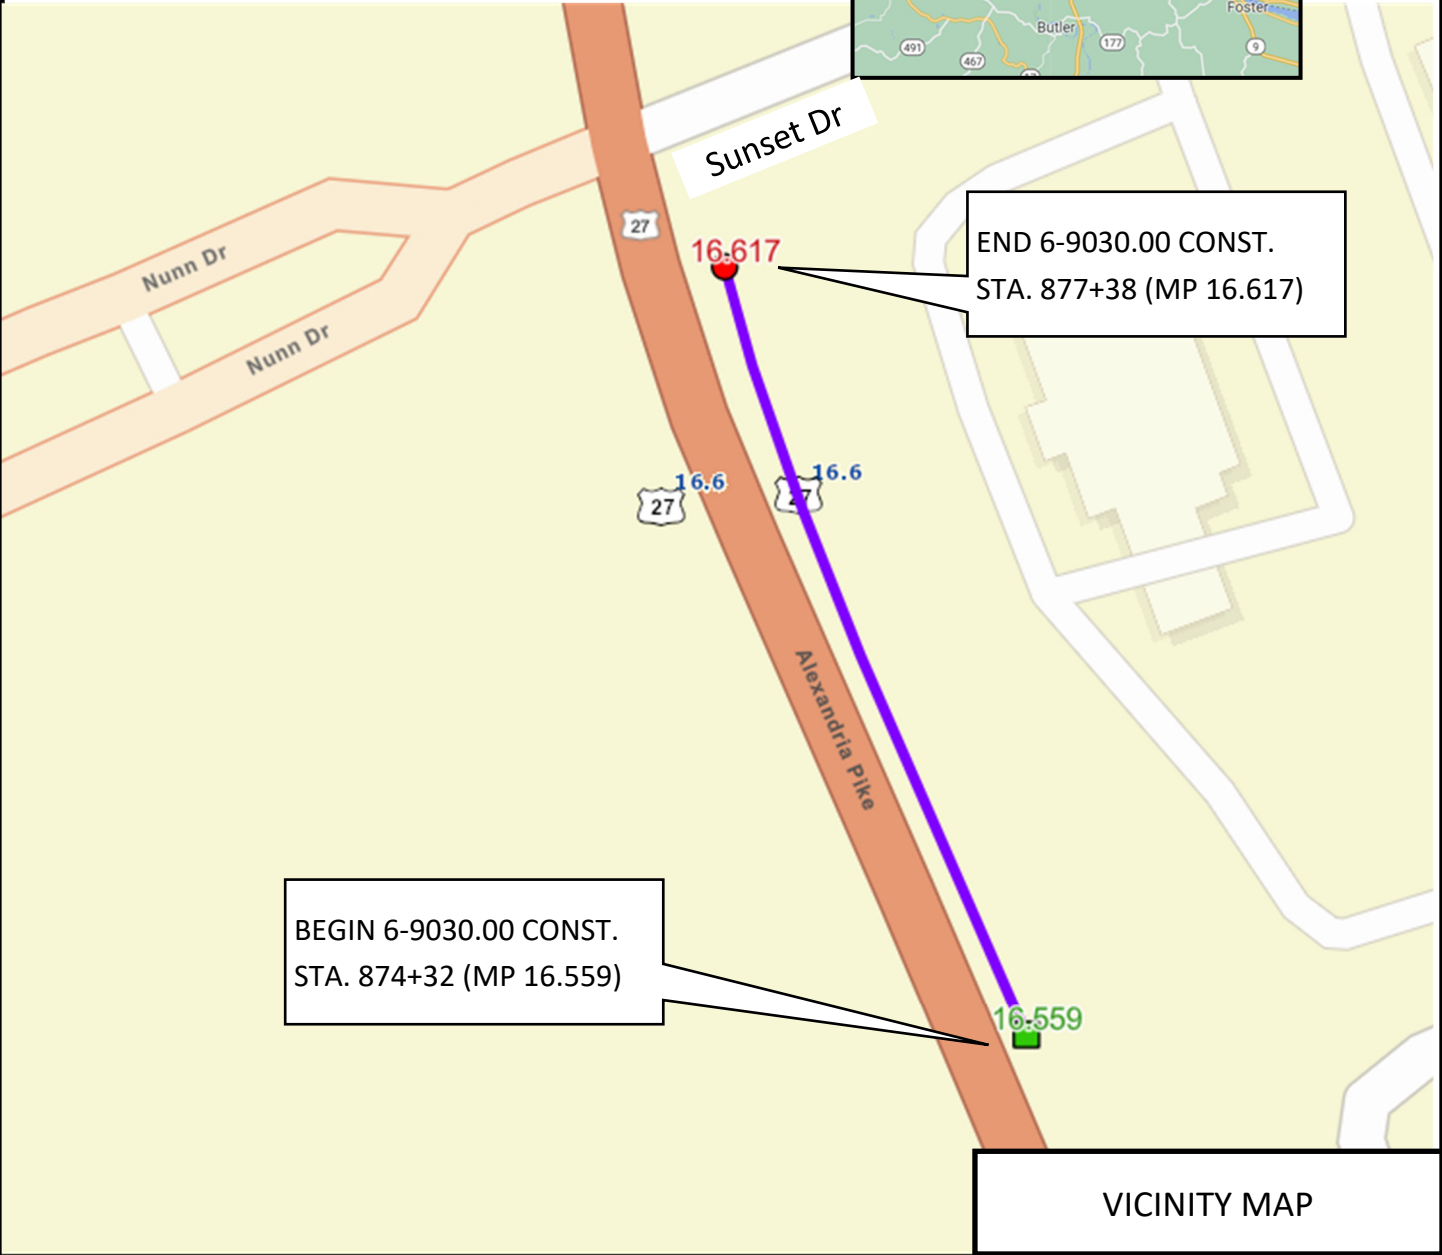 Foster
Butler
491
177
9
467
Sunset Dr
27
16.617
END 6-9030.00 CONST.
STA. 877+38 (MP 16.617)
Nunn Dr
Nunn Dr
16.6
27
16.6
27
Alexandria Pike
BEGIN 6-9030.00 CONST.
STA. 874+32 (MP 16.559)
16.559
VICINITY MAP